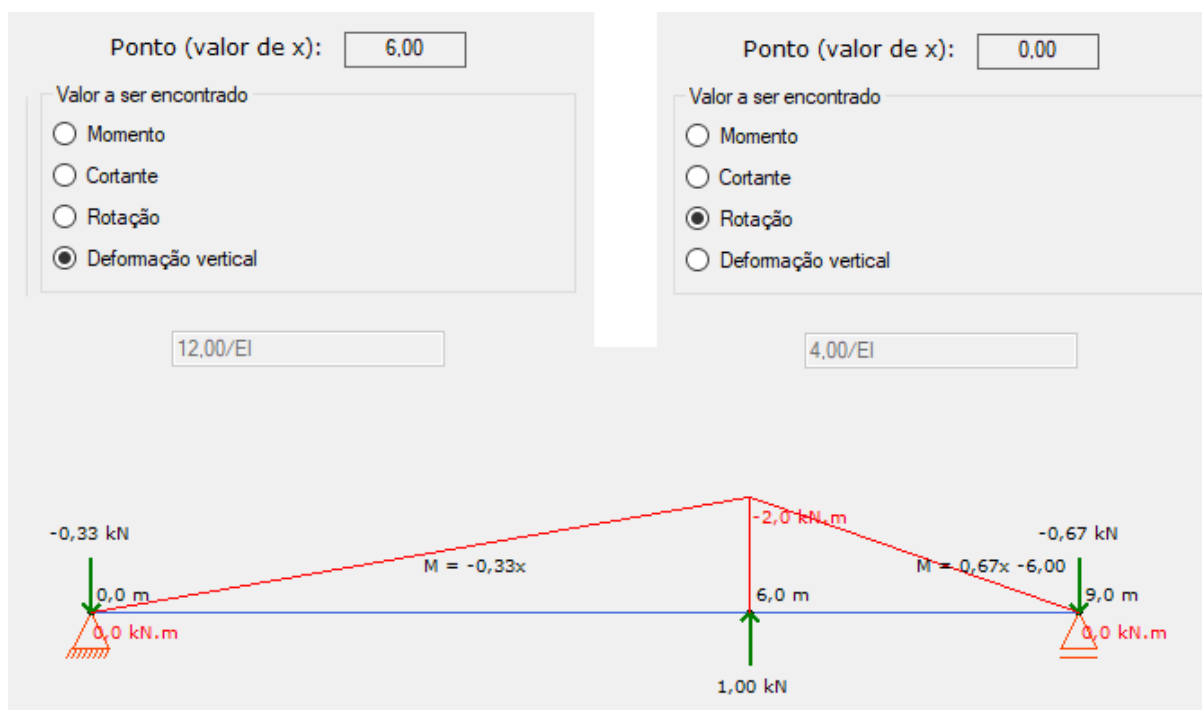 Ponto (valor de x): 6,00
Valor a ser encontrado
Momento
Cortante
Rotação
Deformação vertical
12,00/EI
Ponto (valor de x): 0,00
Valor a ser encontrado
Momento
Cortante
Rotação
Deformação vertical
4,00/EI
-0,33 kN
-2,0 kN.m
-0,67 kN
M = -0,33x
M = 0,67x -6,00
0,0 m
6,0 m
9,0 m
0,0 kN.m
0,0 kN.m
1,00 kN